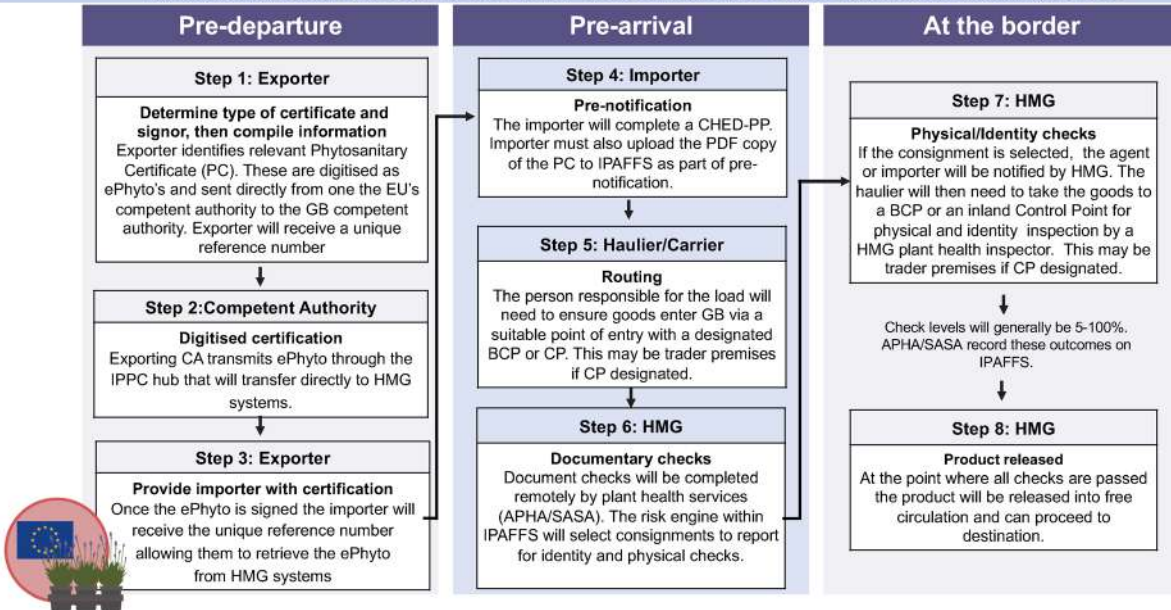 Pre-departure
Step 1: Exporter
Determine type of certificate and
signor, then compile information
Exporter identifies relevant Phytosanitary
Certificate (PC). These are digitised as
ePhyto's and sent directly from one the EU's
competent authority to the GB competent
authority. Exporter will receive a unique
reference number
Step 2:Competent Authority
Digitised certification
Exporting CA transmits ePhyto through the
IPPC hub that will transfer directly to HMG
systems.
Step 3: Exporter
Provide importer with certification
Once the ePhyto is signed the importer will
receive the unique reference number
allowing them to retrieve the ePhyto
from HMG systems
Pre-arrival
Step 4: Importer
Pre-notification
The importer will complete a CHED-PP.
Importer must also upload the PDF copy
of the PC to IPAFFS as part of pre-
notification.
Step 5: Haulier/Carrier
Routing
The person responsible for the load will
need to ensure goods enter GB via a
suitable point of entry with a designated
BCP or CP. This may be trader premises
if CP designated.
Step 6: HMG
Documentary checks
Document checks will be completed
remotely by plant health services
(APHA/SASA). The risk engine within
IPAFFS will select consignments to report
for identity and physical checks.
At the border
Step 7: HMG
Physical/Identity checks
If the consignment is selected, the agent
or importer will be notified by HMG. The
haulier will then need to take the goods to
a BCP or an inland Control Point for
physical and identity inspection by a
HMG plant health inspector. This may be
trader premises if CP designated.
Check levels will generally be 5-100%.
APHA/SASA record these outcomes on
IPAFFS.
Step 8: HMG
Product released
At the point where all checks are passed
the product will be released into free
circulation and can proceed to
destination.